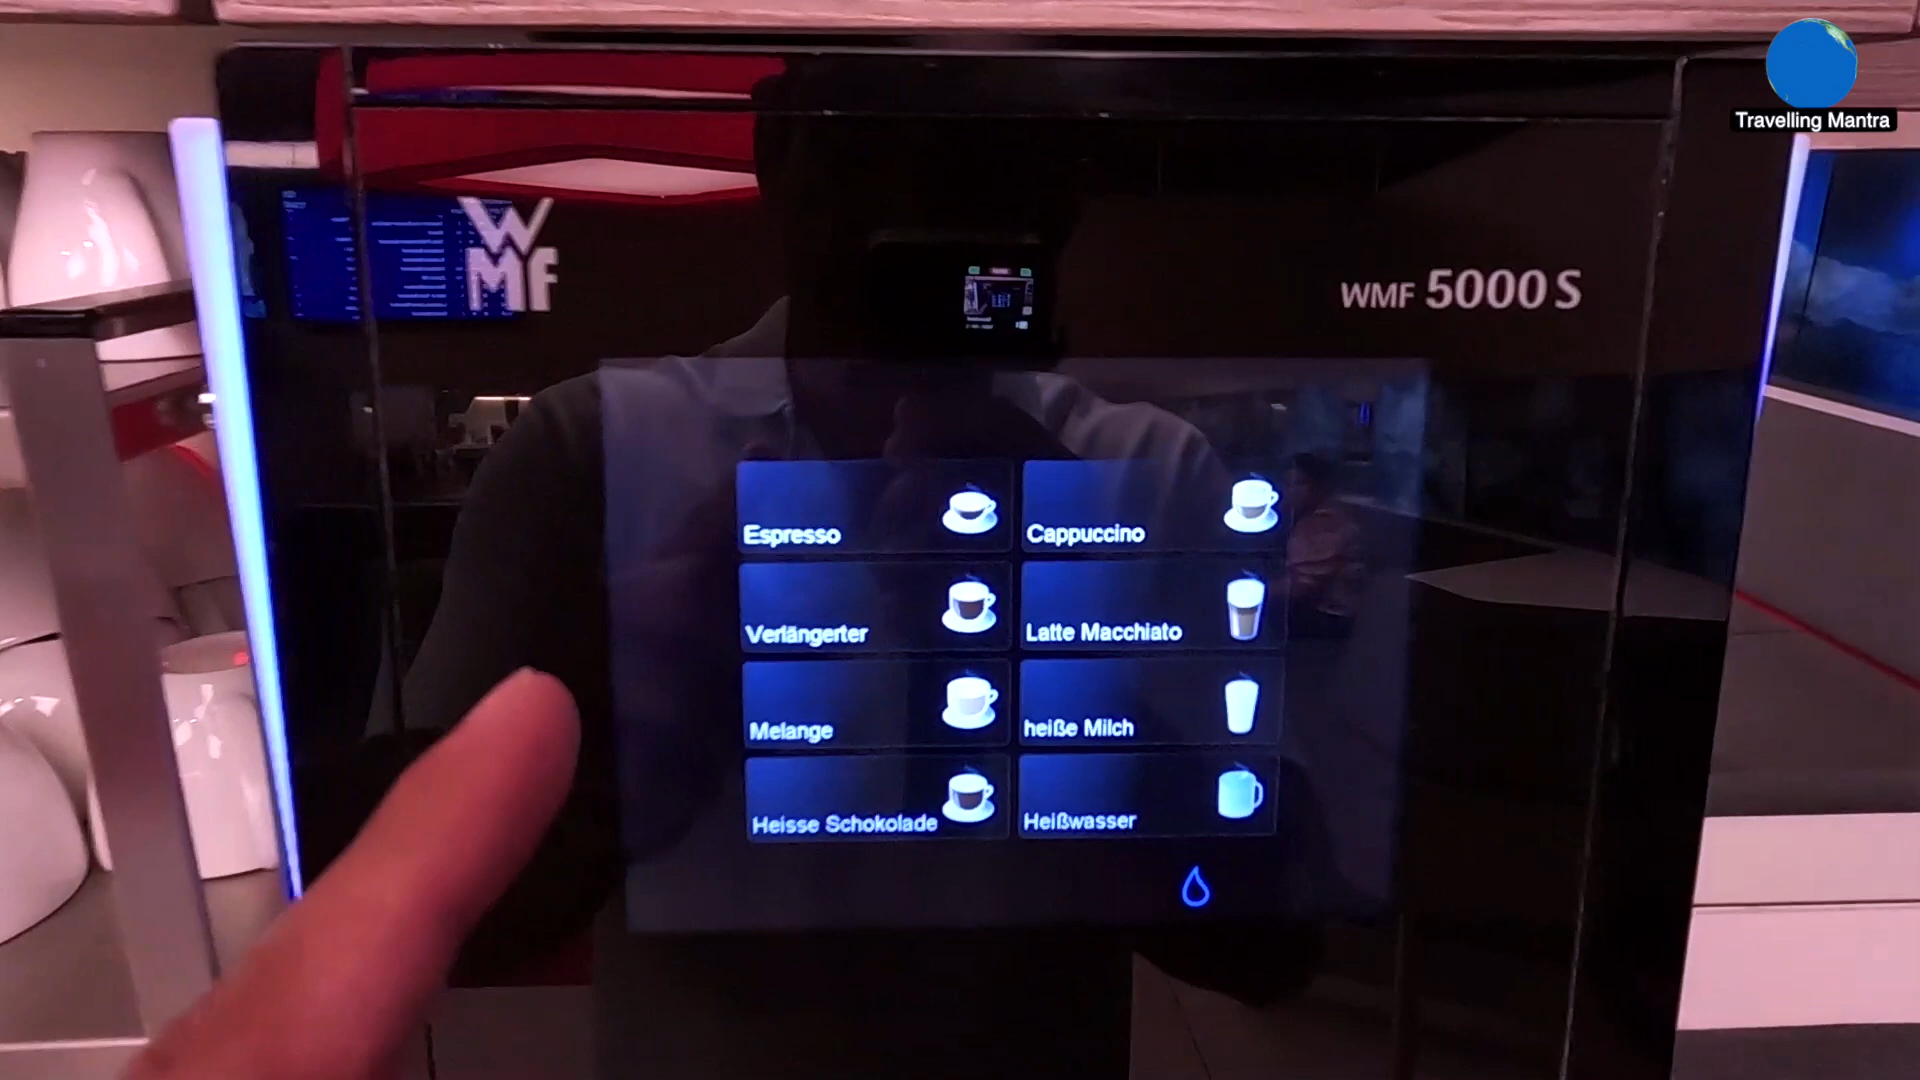 Travelling Mantra
WMF
WMF 5000 S
Espresso
Cappuccino
Verlängerter
Latte Macchiato
Melange
heiße Milch
Heisse Schokolade
Heißwasser